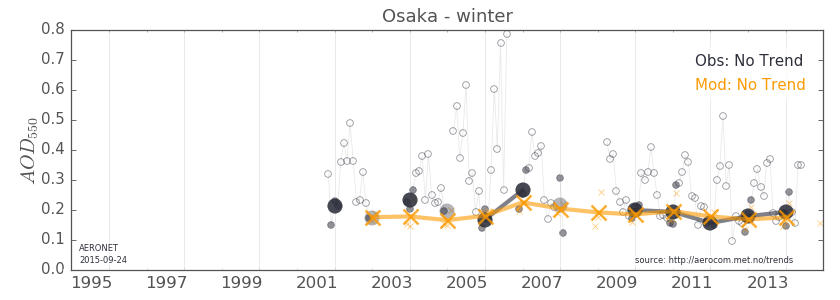 Osaka - winter
0.8
0.7
0.6
0.5
0.4
0.3
0.2
0.1
0.0
AOD550
Obs: No Trend
Mod: No Trend
AERONET
2015-09-24
source: http://aerocom.met.no/trends
1995 1997 1999 2001 2003 2005 2007 2009 2011 2013